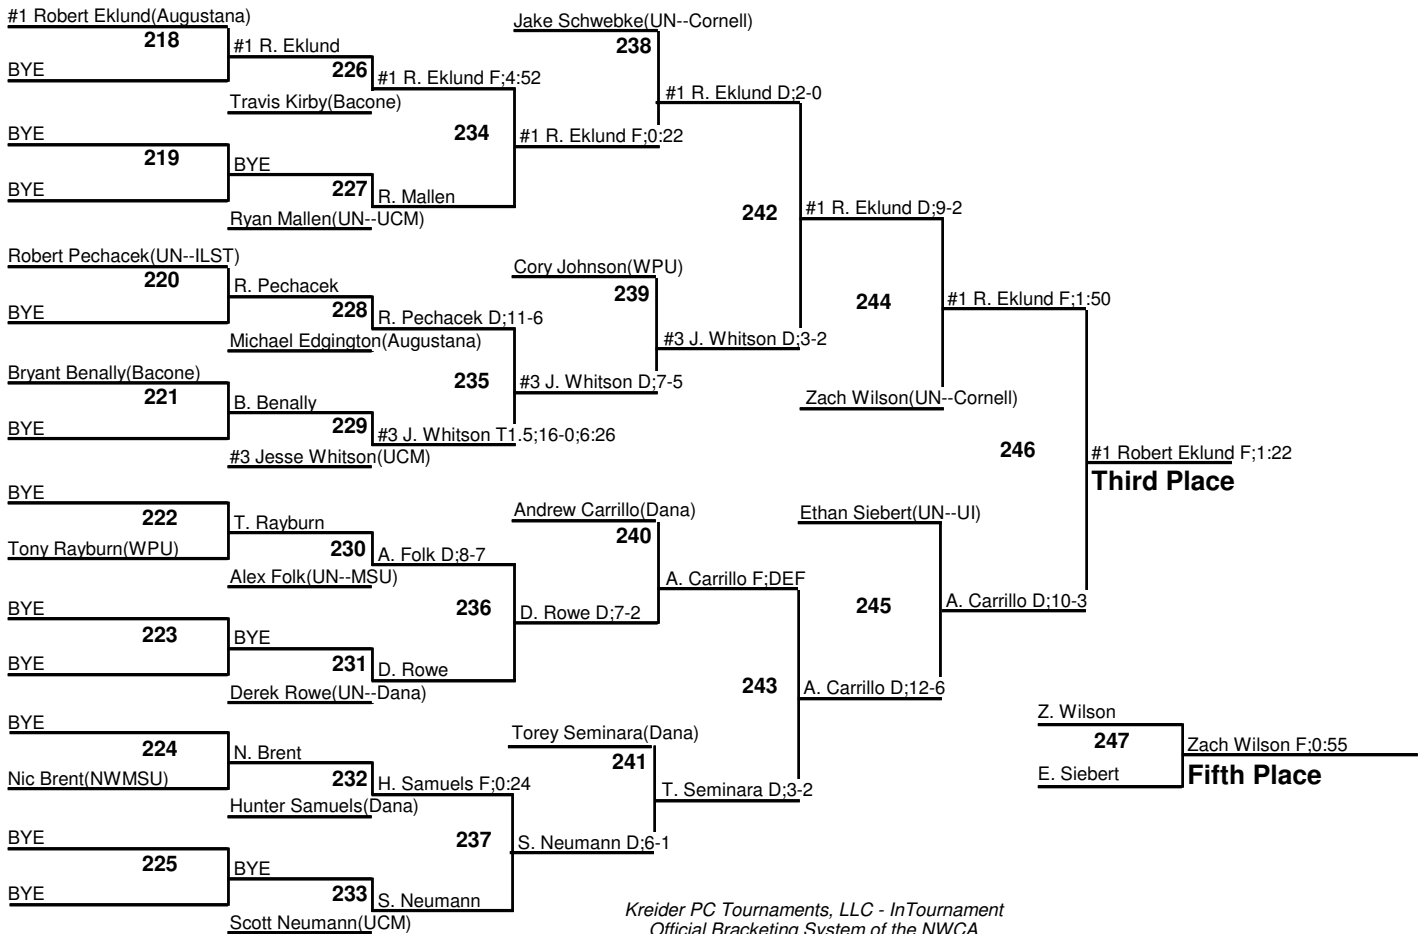 #1 Robert Eklund(Augustana)
218
BYE
#1 R. Eklund
226
Travis Kirby(Bacone)
#1 R. Eklund F;4:52
BYE
219
BYE
BYE
227
Ryan Mallen(UN--UCM)
R. Mallen
234
#1 R. Eklund F;0:22
Jake Schwebke(UN--Cornell)
238
#1 R. Eklund D;2-0
Robert Pechacek(UN--ILST)
220
BYE
R. Pechacek
228
Michael Edgington(Augustana)
R. Pechacek D;11-6
Bryant Benally(Bacone)
221
BYE
B. Benally
229
#3 Jesse Whitson(UCM)
#3 J. Whitson T1.5;16-0;6:26
235
#3 J. Whitson D;7-5
Cory Johnson(WPU)
239
#3 J. Whitson D;3-2
242
#1 R. Eklund D;9-2
244
Zach Wilson(UN--Cornell)
#1 R. Eklund F;1:50
BYE
222
Tony Rayburn(WPU)
T. Rayburn
230
Alex Folk(UN--MSU)
A. Folk D;8-7
BYE
223
BYE
BYE
231
Derek Rowe(UN--Dana)
D. Rowe
236
D. Rowe D;7-2
Andrew Carrillo(Dana)
240
A. Carrillo F;DEF
BYE
224
Nic Brent(NWMSU)
N. Brent
232
Hunter Samuels(Dana)
H. Samuels F;0:24
BYE
225
BYE
BYE
233
Scott Neumann(UCM)
S. Neumann
237
S. Neumann D;6-1
Torey Seminara(Dana)
241
T. Seminara D;3-2
243
A. Carrillo D;12-6
Ethan Siebert(UN--UI)
245
A. Carrillo D;10-3
246
#1 Robert Eklund F;1:22
Third Place
Z. Wilson
247
E. Siebert
Zach Wilson F;0:55
Fifth Place
Kreider PC Tournaments, LLC - InTournament
Official Bracketing System of the NWCA